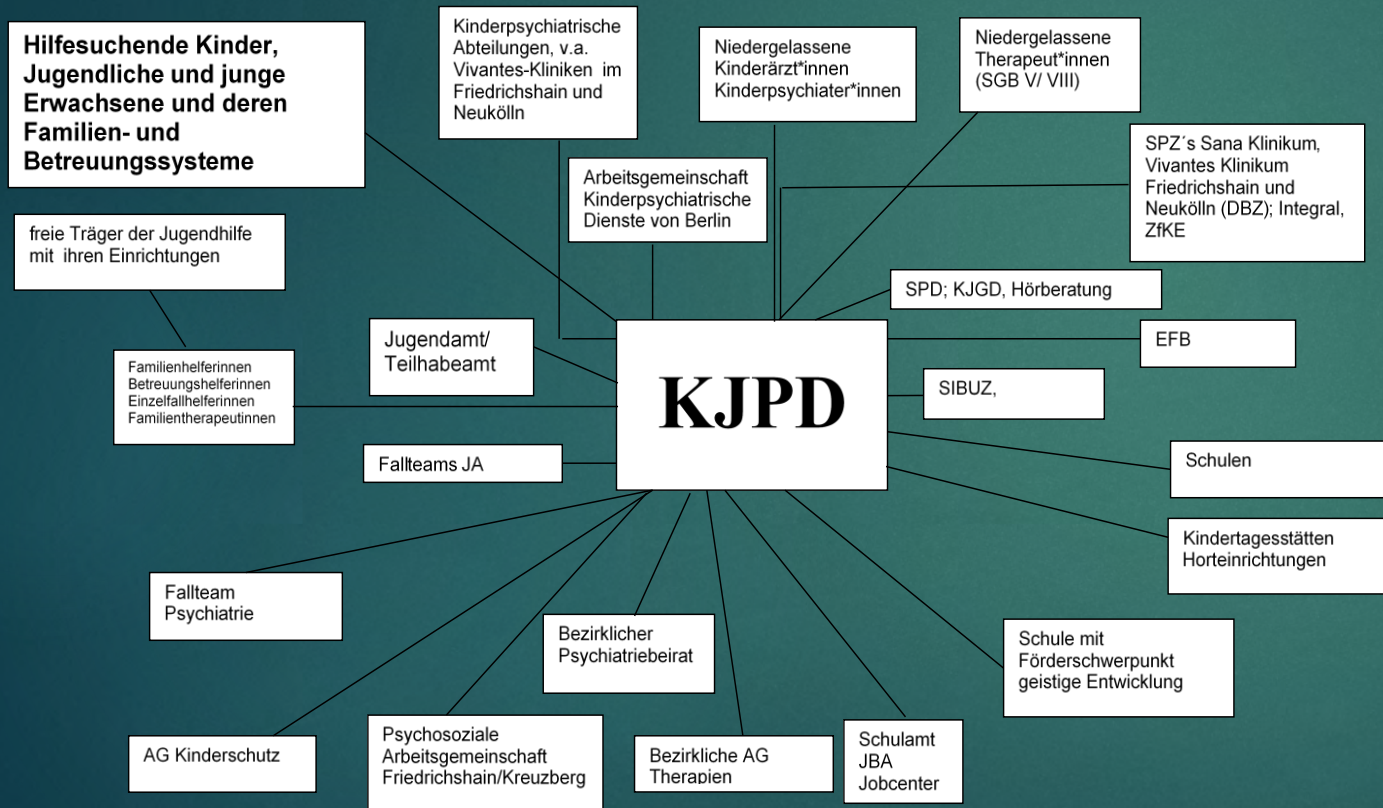 Hilfesuchende Kinder,
Jugendliche und junge
Erwachsene und deren
Familien- und
Betreuungssysteme
Kinderpsychiatrische
Abteilungen, v.a.
Vivantes-Kliniken im
Friedrichshain und
Neukölln
Niedergelassene
Kinderärzt*innen
Kinderpsychiater*innen
Niedergelassene
Therapeut*innen
(SGB V/ VIII)
SPZ´s Sana Klinikum,
Vivantes Klinikum
Friedrichshain und
Neukölln (DBZ); Integral,
ZfKE
Arbeitsgemeinschaft
Kinderpsychiatrische
Dienste von Berlin
freie Träger der Jugendhilfe
mit ihren Einrichtungen
SPD; KJGD, Hörberatung
Jugendamt/
Teilhabeamt
EFB
Familienhelferinnen
Betreuungshelferinnen
Einzelfallhelferinnen
Familientherapeutinnen
KJPD
SIBUZ,
Fallteams JA
Schulen
Kindertagesstätten
Horteinrichtungen
Fallteam
Psychiatrie
Bezirklicher
Psychiatriebeirat
Schule mit
Förderschwerpunkt
geistige Entwicklung
AG Kinderschutz
Psychosoziale
Arbeitsgemeinschaft
Friedrichshain/Kreuzberg
Bezirkliche AG
Therapien
Schulamt
JBA
Jobcenter